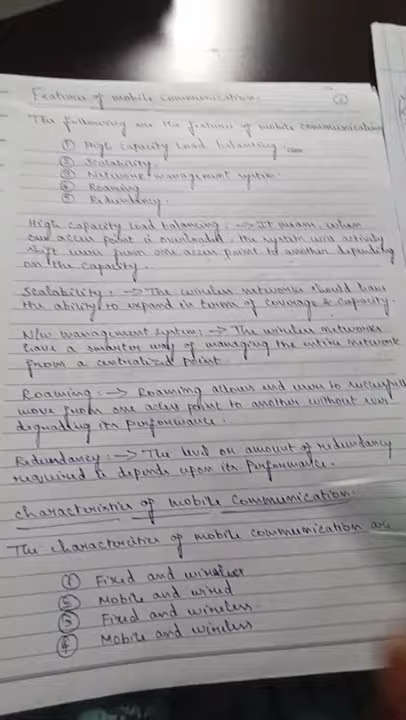 Features of mobile communication. ①
The following are the features of mobile communication
① High capacity load balancing.
② Scalability.
③ Network management system.
④ Roaming
⑤ Redundancy.
High capacity load balancing :→ It means, when
one access point is overloaded, the system will actively
shift users from one access point to another depending
on the capacity.
Scalability :→ The wireless networks should have
the ability to expand in terms of coverage & capacity.
N/w management system :→ The wireless networks
have a smarter way of managing the entire network
from a centralized point.
Roaming :→ Roaming allows end users to successfully
move from one access point to another without ever
degrading its performance.
Redundancy :→ The level or amount of redundancy
required depends upon its performance.
characteristics of mobile communication.
The characteristics of mobile communication are
① Fixed and
② Mobile and wired
③ Fixed and wireless
④ Mobile and wireless